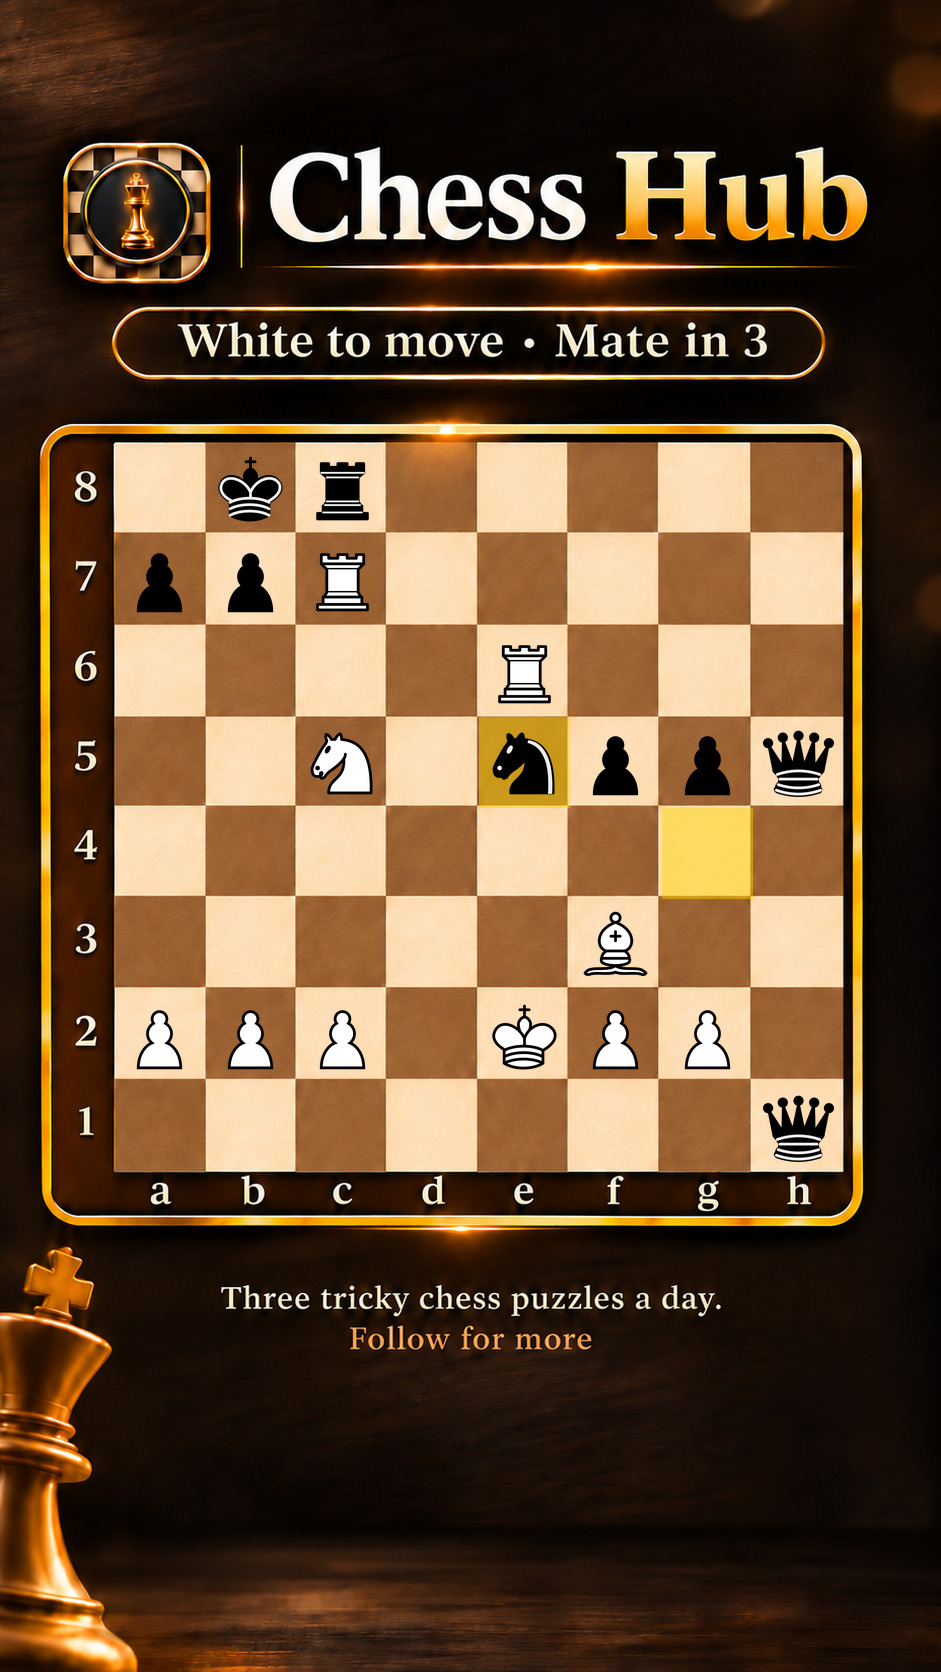 Chess Hub
White to move • Mate in 3
8
7
6
5
4
3
2
1
a b c d e f g h
Three tricky chess puzzles a day.
Follow for more